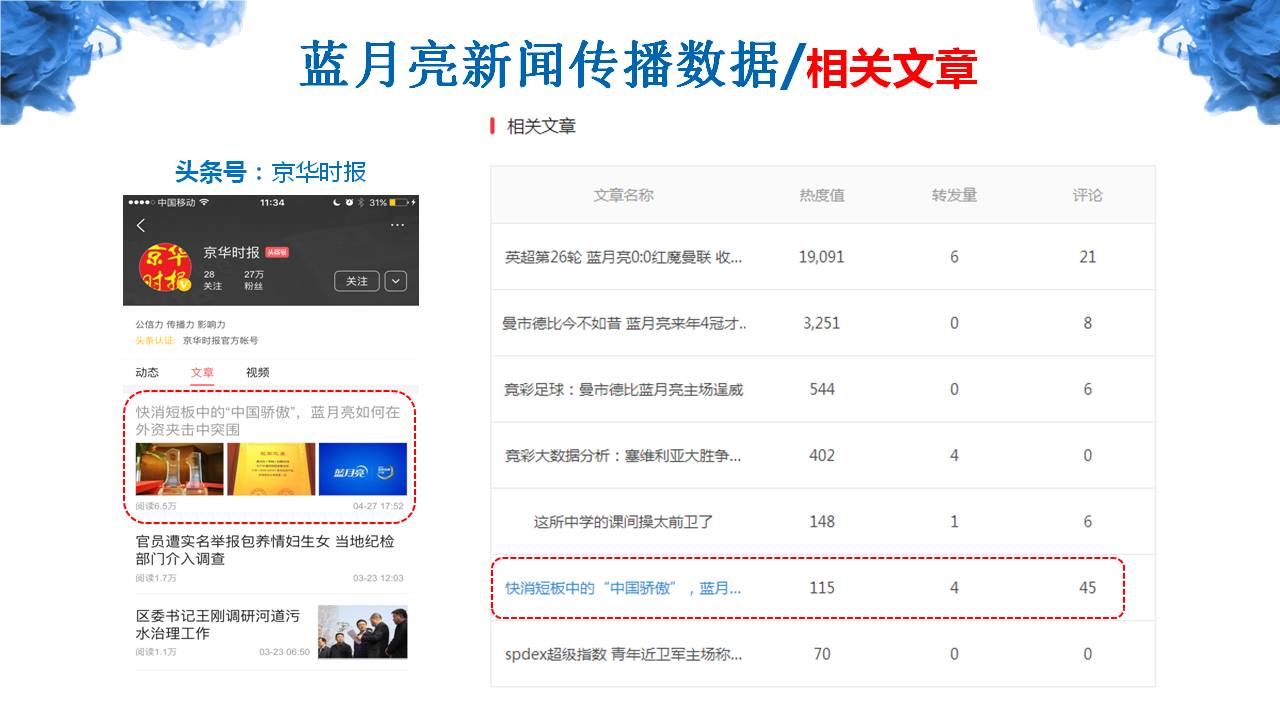 蓝月亮新闻传播数据/相关文章
相关文章
头条号：京华时报
中国移动 11:34 31%
京华时报 头条号
京华时报
28 27万
关注 粉丝
关注
公信力 传播力 影响力
头条认证: 京华时报官方帐号
动态 文章 视频
快消短板中的“中国骄傲”，蓝月亮如何在
外资夹击中突围
蓝月亮
阅读6.5万 04-27 17:52
官员遭实名举报包养情妇生女 当地纪检
部门介入调查
阅读1.7万 03-23 12:03
区委书记王刚调研河道污
水治理工作
阅读1.1万 03-23 06:50
文章名称 热度值 转发量 评论
英超第26轮 蓝月亮0:0红魔曼联 收... 19,091 6 21
曼市德比今不如昔 蓝月亮来年4冠才.. 3,251 0 8
竞彩足球：曼市德比蓝月亮主场逞威 544 0 6
竞彩大数据分析：塞维利亚大胜争... 402 4 0
这所中学的课间操太前卫了 148 1 6
快消短板中的“中国骄傲”，蓝月... 115 4 45
spdex超级指数 青年近卫军主场称... 70 0 0